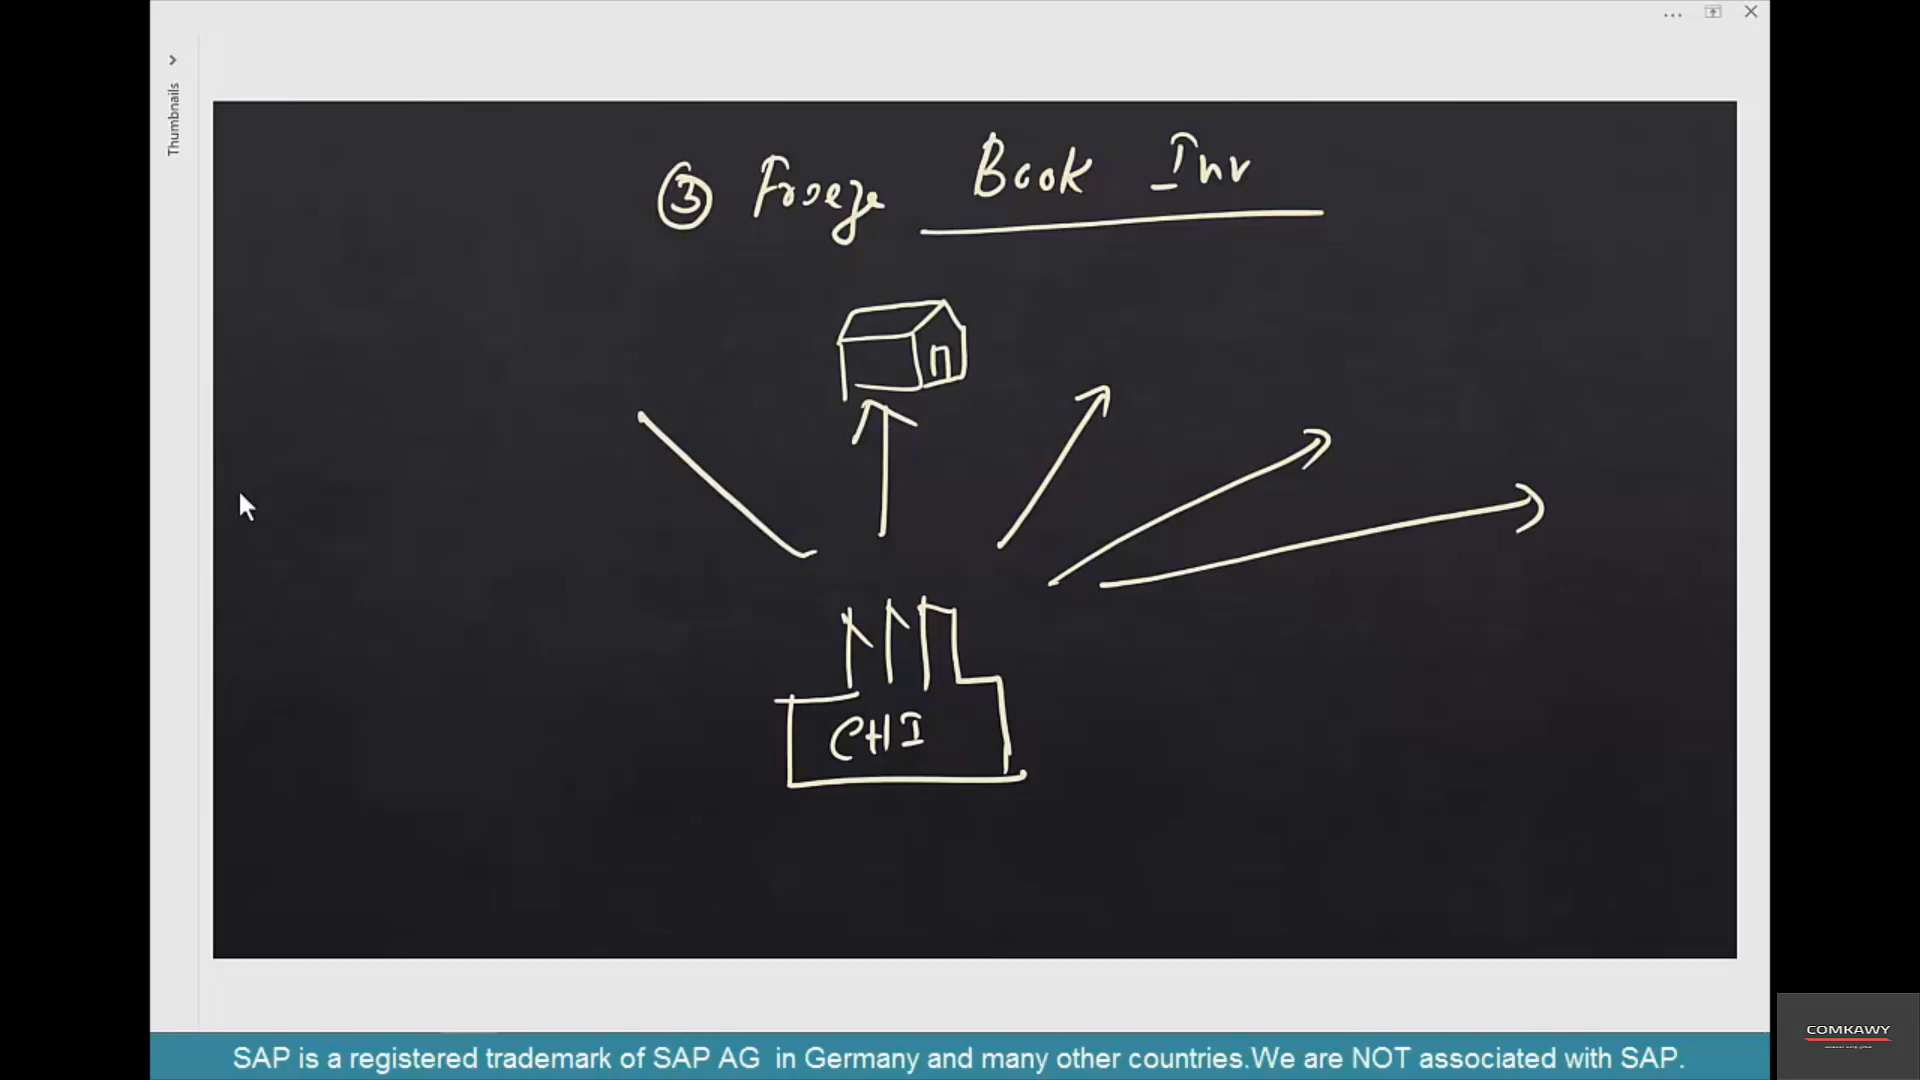 Thumbnails
③ Freeze Book Inv
CHI
SAP is a registered trademark of SAP AG in Germany and many other countries.We are NOT associated with SAP.
COMKAWY